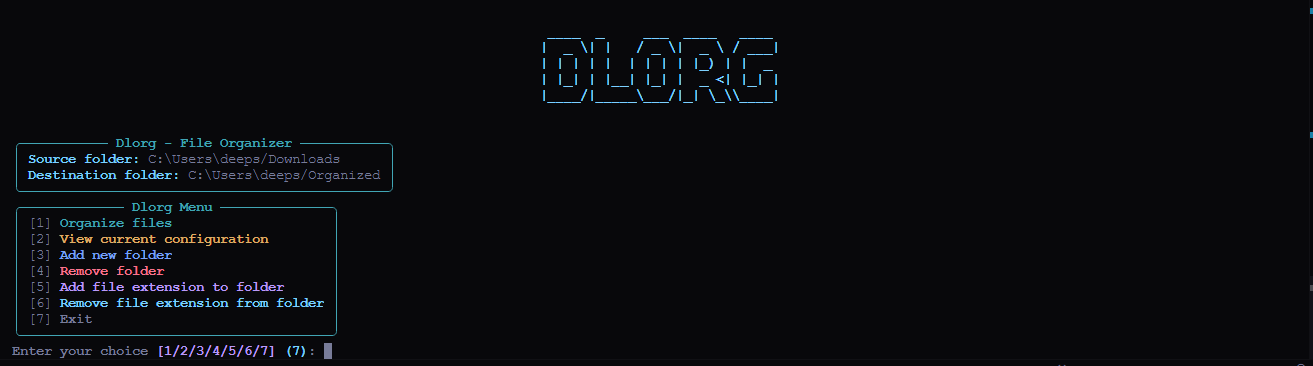 DLORG
Dlorg - File Organizer
Source folder: C:\Users\deeps/Downloads
Destination folder: C:\Users\deeps/Organized
Dlorg Menu
[1] Organize files
[2] View current configuration
[3] Add new folder
[4] Remove folder
[5] Add file extension to folder
[6] Remove file extension from folder
[7] Exit
Enter your choice [1/2/3/4/5/6/7] (7):